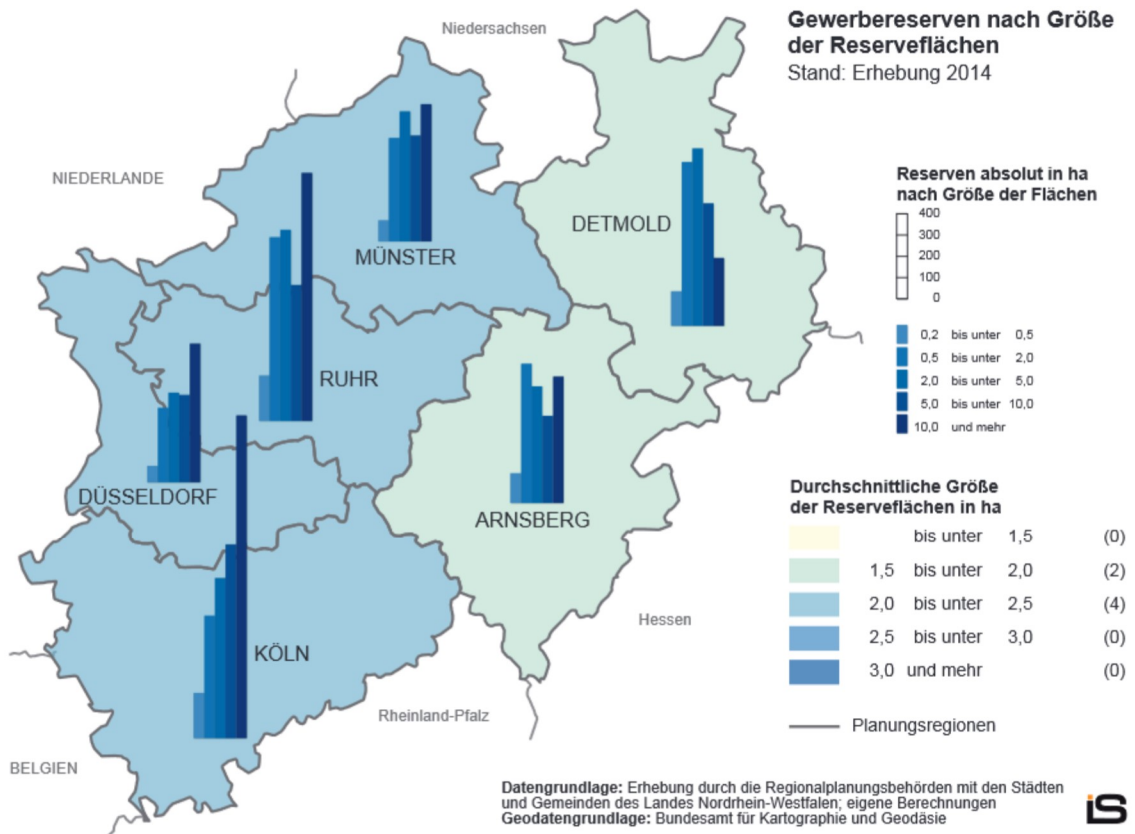 Gewerbereserven nach Größe
der Reserveflächen
Stand: Erhebung 2014
Niedersachsen
NIEDERLANDE
MÜNSTER
DETMOLD
RUHR
DÜSSELDORF
ARNSBERG
KÖLN
Hessen
Rheinland-Pfalz
BELGIEN
Reserven absolut in ha
nach Größe der Flächen
400
300
200
100
0
0,2 bis unter 0,5
0,5 bis unter 2,0
2,0 bis unter 5,0
5,0 bis unter 10,0
10,0 und mehr
Durchschnittliche Größe
der Reserveflächen in ha
bis unter 1,5 (0)
1,5 bis unter 2,0 (2)
2,0 bis unter 2,5 (4)
2,5 bis unter 3,0 (0)
3,0 und mehr (0)
Planungsregionen
Datengrundlage: Erhebung durch die Regionalplanungsbehörden mit den Städten
und Gemeinden des Landes Nordrhein-Westfalen; eigene Berechnungen
Geodatengrundlage: Bundesamt für Kartographie und Geodäsie
iS